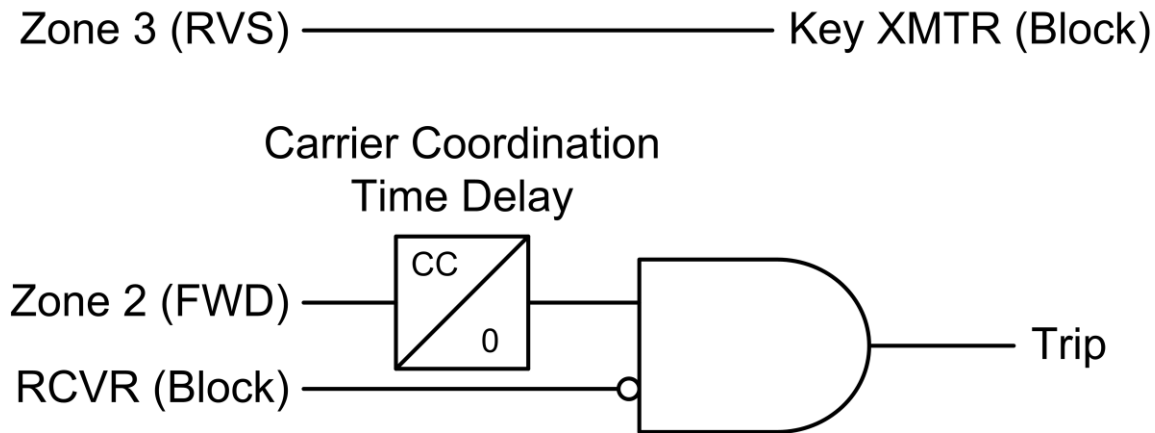 Zone 3 (RVS)
Key XMTR (Block)
Carrier Coordination
Time Delay
CC
0
Zone 2 (FWD)
RCVR (Block)
Trip